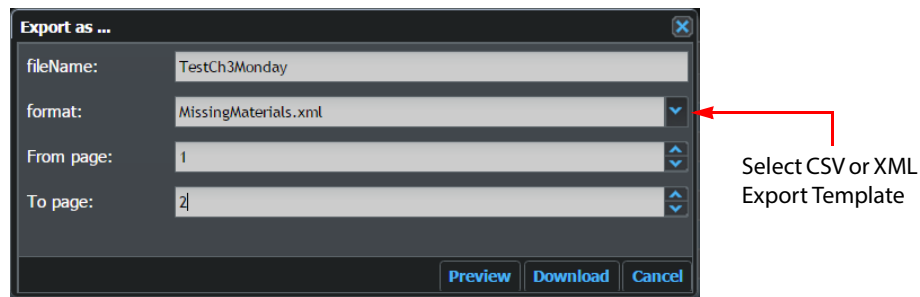 Export as ...
fileName: TestCh3Monday
format: MissingMaterials.xml
From page: 1
To page: 2
Select CSV or XML
Export Template
Preview Download Cancel